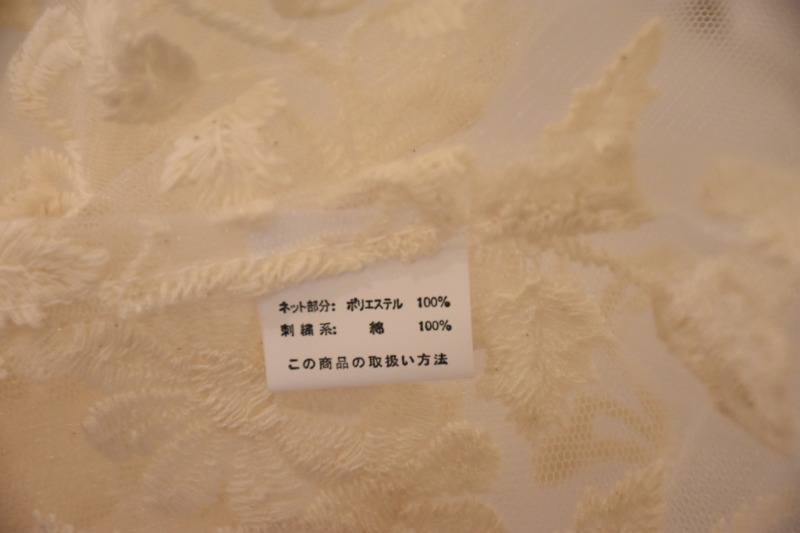 ネット部分: ポリエステル 100%
刺繍系: 綿 100%
この商品の取扱い方法